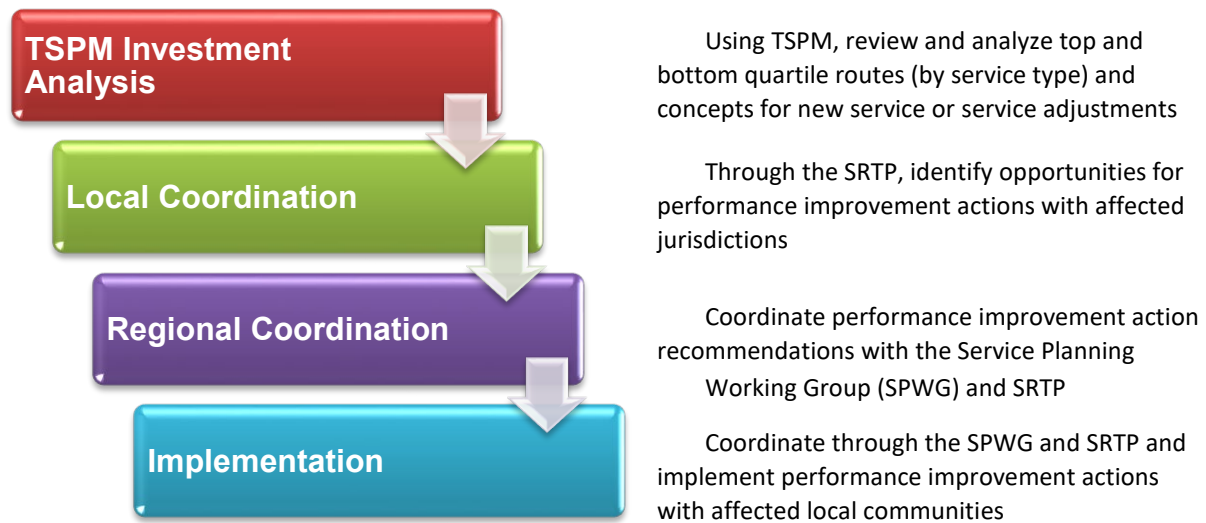 TSPM Investment
Analysis
Using TSPM, review and analyze top and
bottom quartile routes (by service type) and
concepts for new service or service adjustments
Local Coordination
Through the SRTP, identify opportunities for
performance improvement actions with affected
jurisdictions
Regional Coordination
Coordinate performance improvement action
recommendations with the Service Planning
Working Group (SPWG) and SRTP
Implementation
Coordinate through the SPWG and SRTP and
implement performance improvement actions
with affected local communities